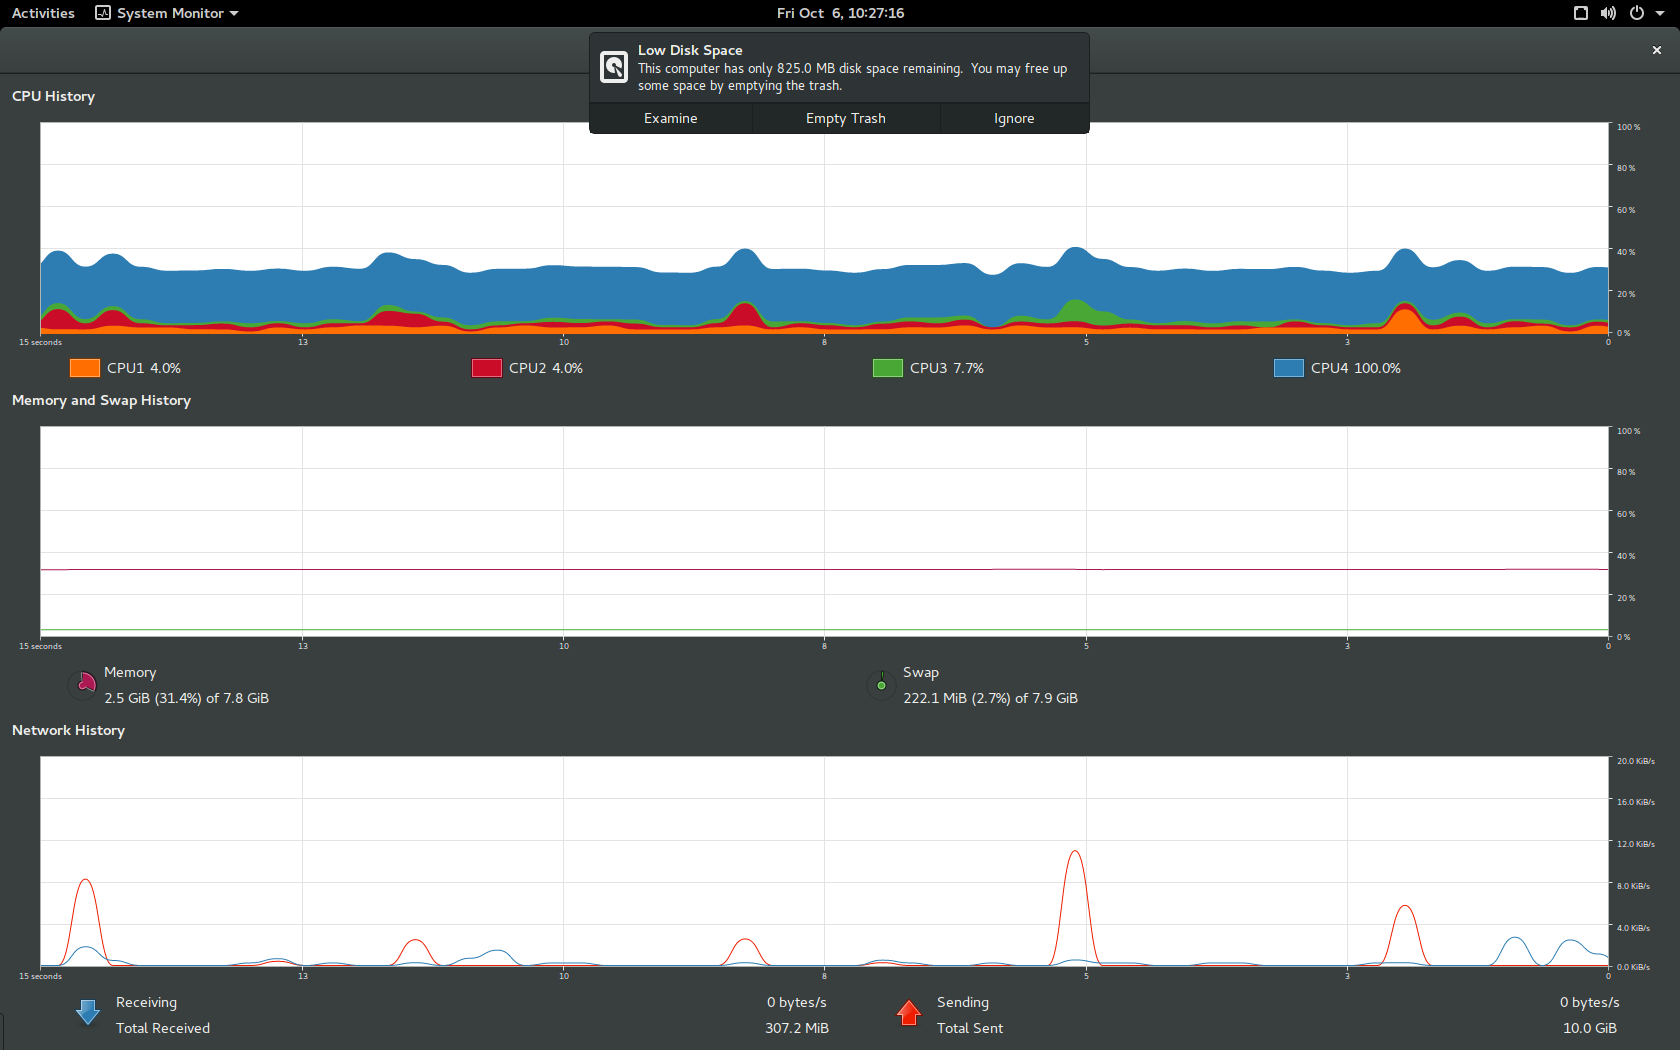 Activities System Monitor Fri Oct 6, 10:27:16
Low Disk Space
This computer has only 825.0 MB disk space remaining. You may free up
some space by emptying the trash.
Examine Empty Trash Ignore
CPU History
100 %
80 %
60 %
40 %
20 %
0 %
15 seconds 13 10 8 5 3 0
CPU1 4.0% CPU2 4.0% CPU3 7.7% CPU4 100.0%
Memory and Swap History
100 %
80 %
60 %
40 %
20 %
0 %
15 seconds 13 10 8 5 3 0
Memory Swap
2.5 GiB (31.4%) of 7.8 GiB 222.1 MiB (2.7%) of 7.9 GiB
Network History
20.0 KiB/s
16.0 KiB/s
12.0 KiB/s
8.0 KiB/s
4.0 KiB/s
0.0 KiB/s
15 seconds 13 10 8 5 3 0
Receiving 0 bytes/s Sending 0 bytes/s
Total Received 307.2 MiB Total Sent 10.0 GiB